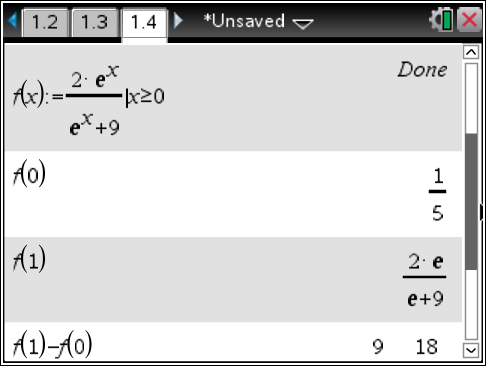 1.2 1.3 1.4 *Unsaved
f(x):=2· e^x/e^x+9 |x≥0 Done
f(0) 1/5
f(1) 2· e/e+9
f(1)-f(0) 9 18